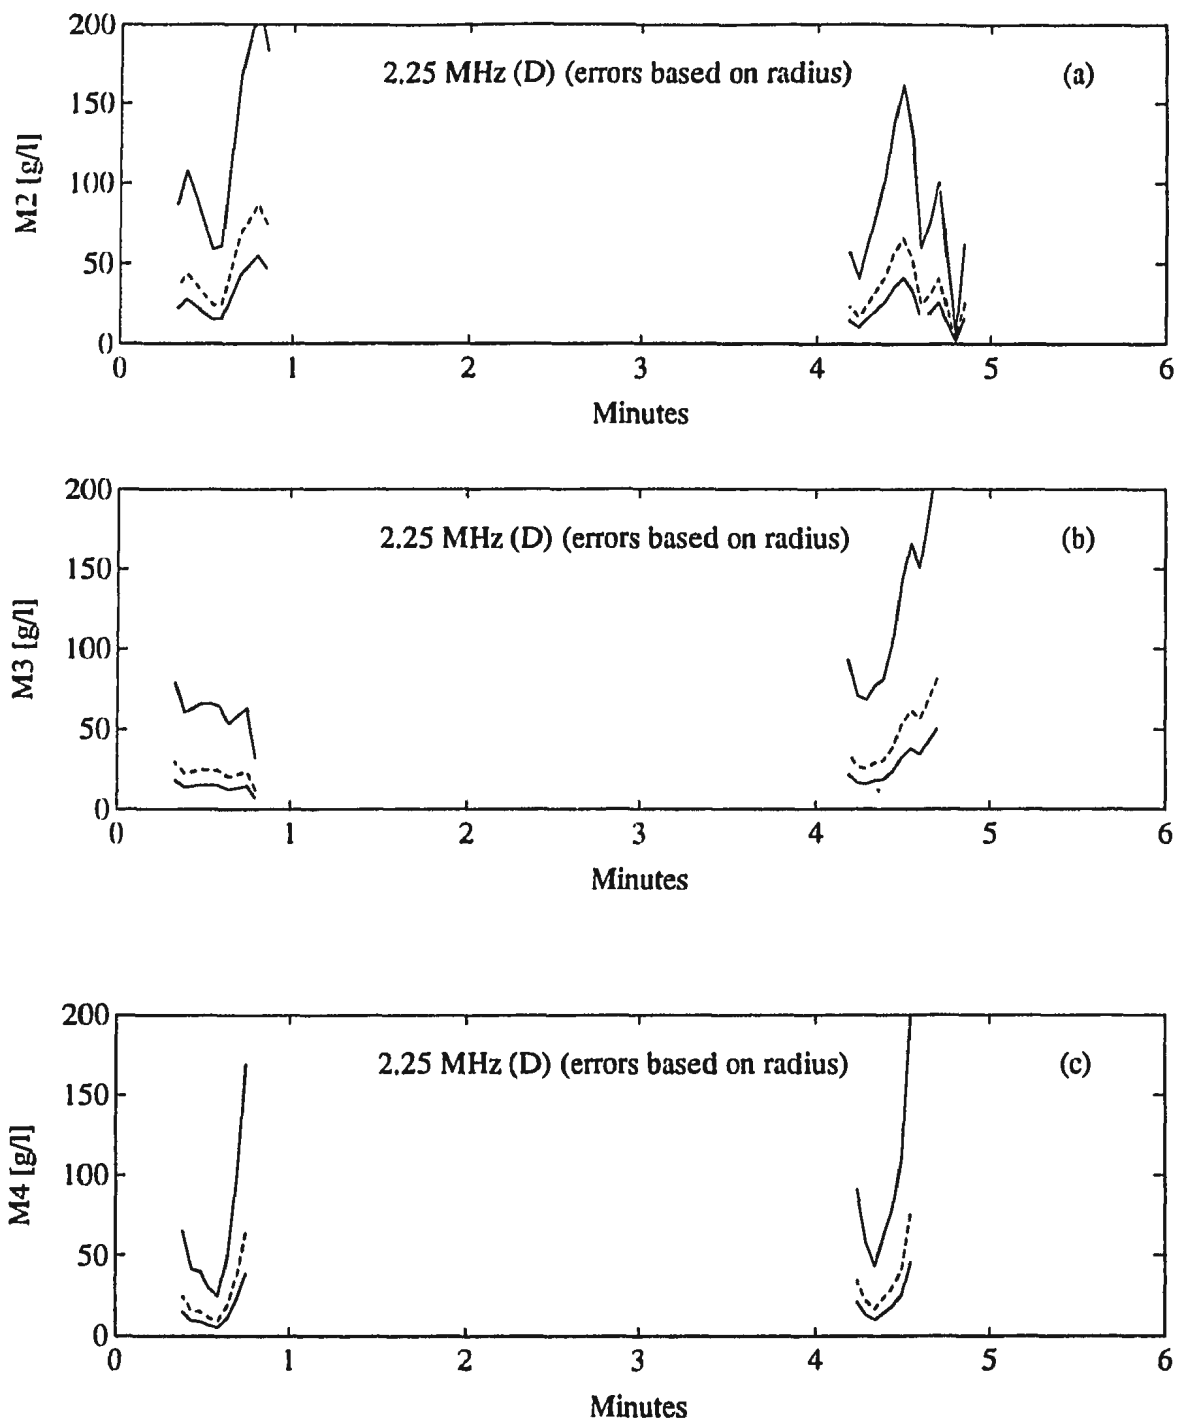 200
2.25 MHz (D) (errors based on radius) (a)
150
M2 [g/l]
100
50
0
0 1 2 3 4 5 6
Minutes
200
2.25 MHz (D) (errors based on radius) (b)
150
M3 [g/l]
100
50
0
0 1 2 3 4 5 6
Minutes
200
2.25 MHz (D) (errors based on radius) (c)
150
M4 [g/l]
100
50
0
0 1 2 3 4 5 6
Minutes